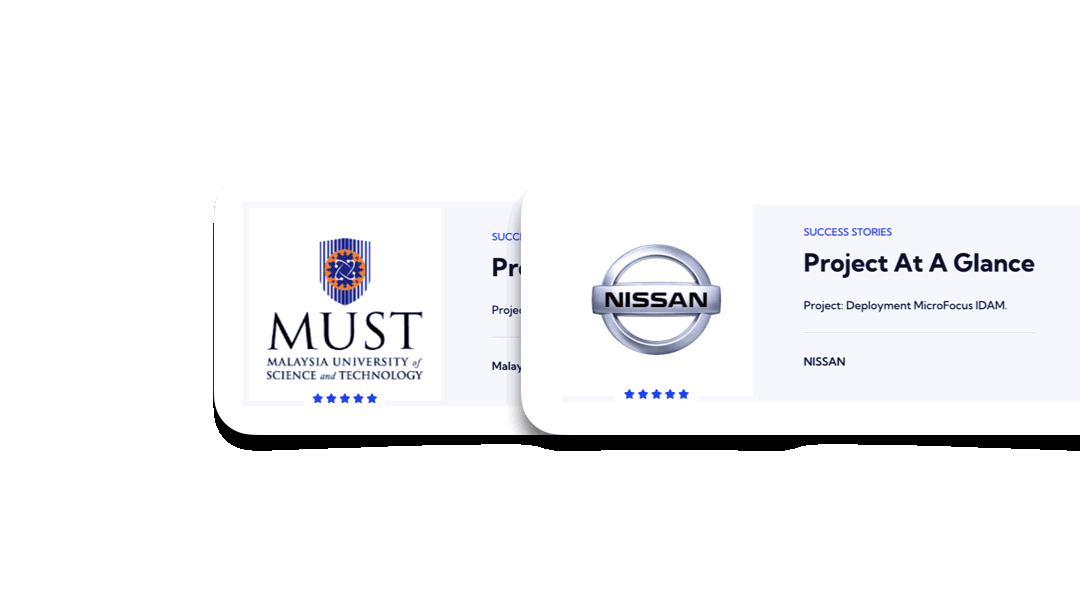 MUST
MALAYSIA UNIVERSITY of
SCIENCE and TECHNOLOGY
NISSAN
SUCCESS STORIES
Project At A Glance
Project: Deployment MicroFocus IDAM.
NISSAN